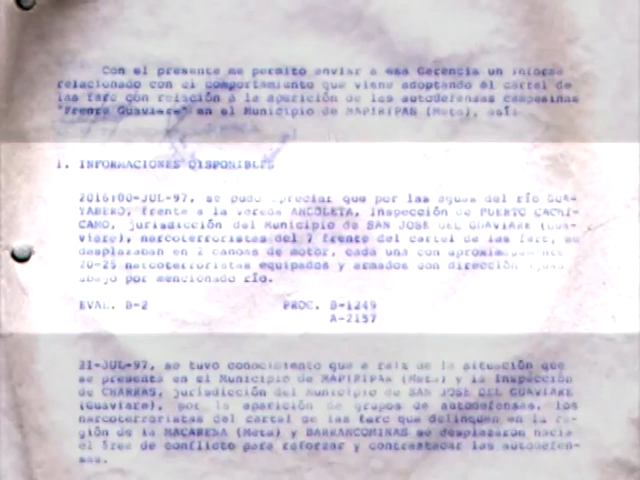 Con el presente me permito enviar a esa Gerencia un informe
relacionado con el comportamiento que viene adoptando el cartel de
las farc con relación a la aparición de las autodefensas campesinas
"Frente Guaviare" en el Municipio de MAPIRIPAN (Meta), así:
1. INFORMACIONES DISPONIBLES
201600-JUL-97, se pudo apreciar que por las aguas del río GUA-
YABERO, frente a la vereda ANCOLETA, Inspección de PUERTO CACHI-
CAMO, jurisdicción del Municipio de SAN JOSE DEL GUAVIARE (Gua-
viare), narcoterroristas del 7 frente del cartel de las farc, se
desplazaban en 2 canoas de motor, cada una con aproximadamente
20-25 narcoterroristas equipados y armados con dirección aguas
abajo por mencionado río.
EVAL. B-2 PROC. B-1249
A-2157
21-JUL-97, se tuvo conocimiento que a raíz de la situación que
se presenta en el Municipio de MAPIRIPAN (Meta) y la Inspección
de CHARRAS, jurisdicción del Municipio de SAN JOSE DEL GUAVIARE
(Guaviare), por la aparición de grupos de autodefensas, los
narcoterroristas del cartel de las farc que delinquen en la re-
gión de la MACARENA (Meta) y BARRANCOMINAS se desplazaron hacia
el área de conflicto para reforzar y contrastacar las autodefen-
sas.